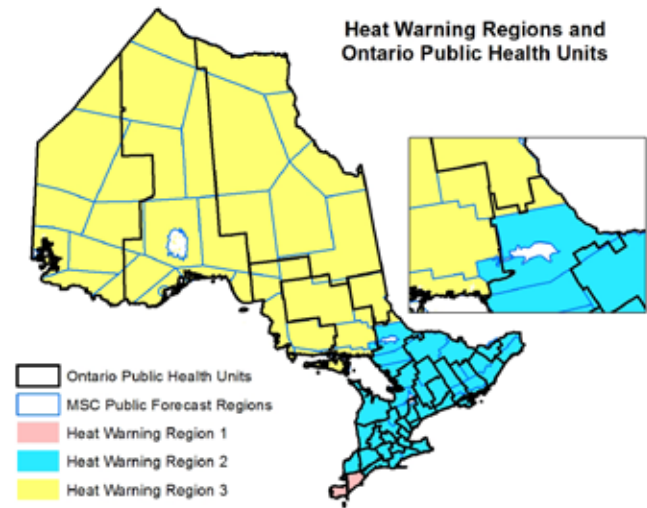 Heat Warning Regions and
Ontario Public Health Units
Ontario Public Health Units
MSC Public Forecast Regions
Heat Warning Region 1
Heat Warning Region 2
Heat Warning Region 3